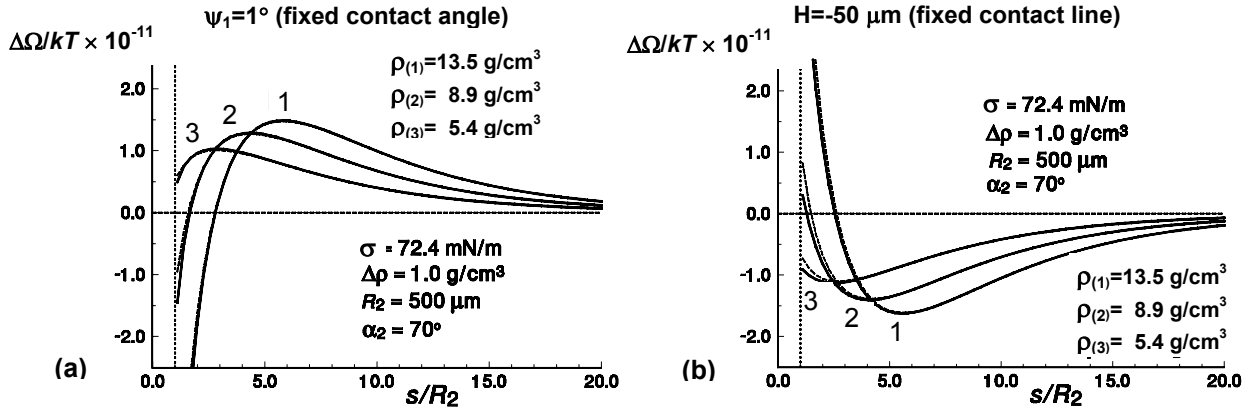 ψ₁=1° (fixed contact angle)
ΔΩ/kT × 10⁻¹¹
ρ₍₁₎=13.5 g/cm³
ρ₍₂₎= 8.9 g/cm³
ρ₍₃₎= 5.4 g/cm³
2.0
1.0
0.0
-1.0
-2.0
3
2
1
σ = 72.4 mN/m
Δρ = 1.0 g/cm³
R₂ = 500 μm
α₂ = 70°
(a)
0.0 5.0 10.0 15.0 20.0
s/R₂
H=-50 μm (fixed contact line)
ΔΩ/kT × 10⁻¹¹
2.0
1.0
0.0
-1.0
-2.0
σ = 72.4 mN/m
Δρ = 1.0 g/cm³
R₂ = 500 μm
α₂ = 70°
3
2
1
ρ₍₁₎=13.5 g/cm³
ρ₍₂₎= 8.9 g/cm³
ρ₍₃₎= 5.4 g/cm³
(b)
0.0 5.0 10.0 15.0 20.0
s/R₂